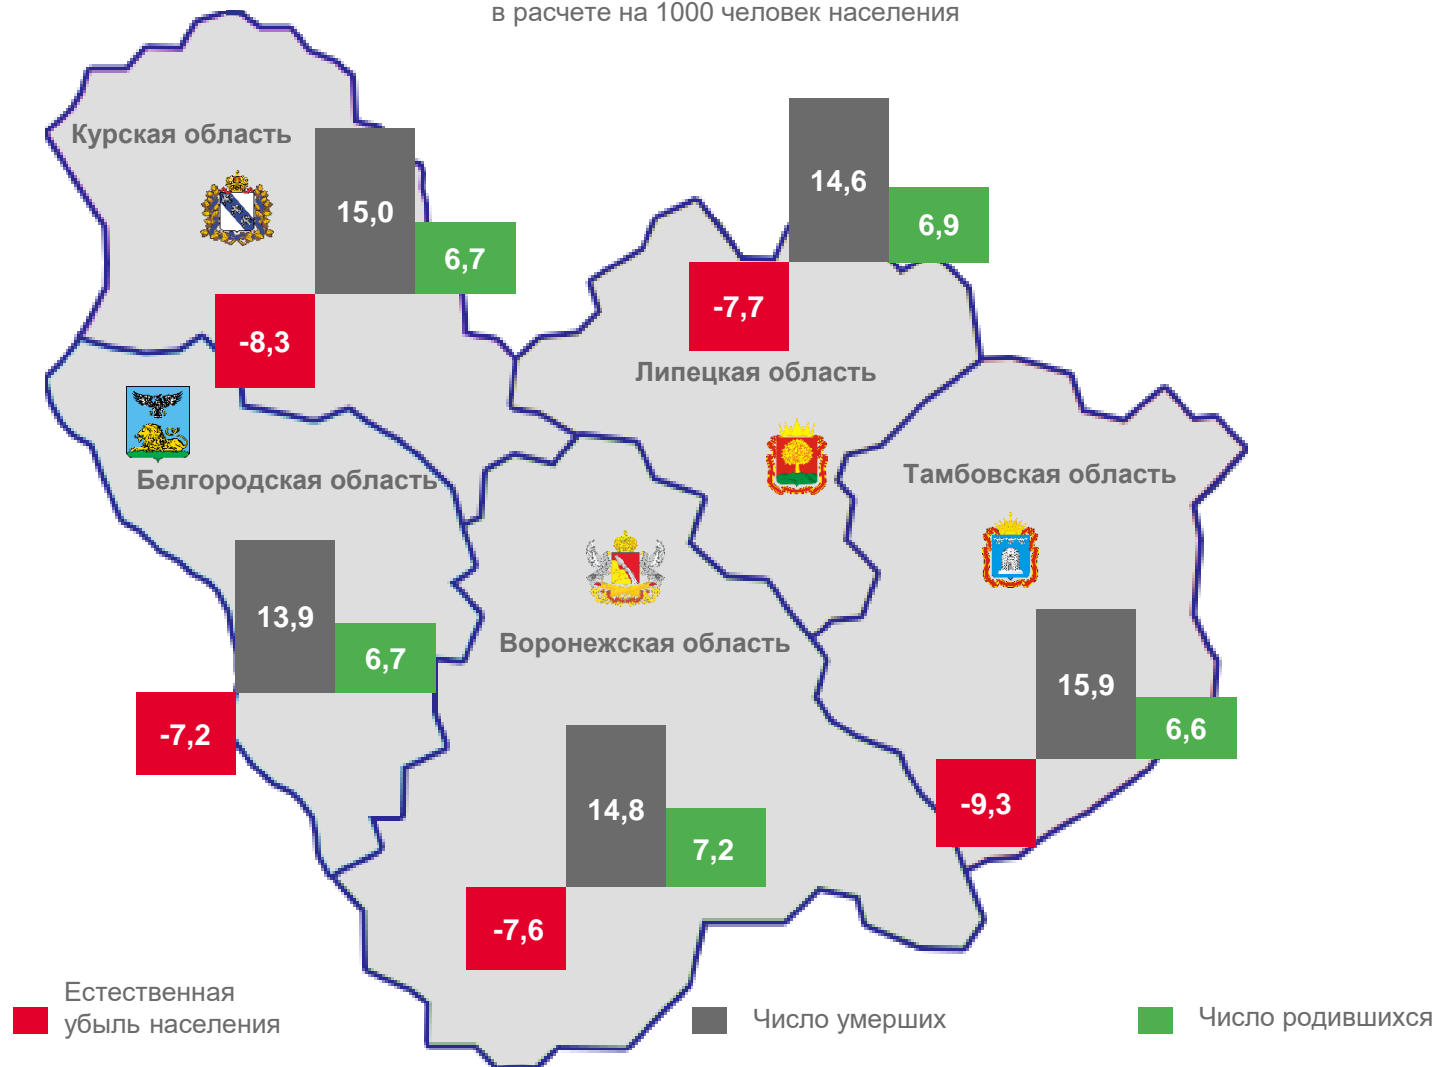 в расчете на 1000 человек населения
Курская область
15,0
6,7
-8,3
14,6
6,9
-7,7
Липецкая область
Белгородская область
13,9
6,7
-7,2
Тамбовская область
15,9
6,6
-9,3
Воронежская область
14,8
7,2
-7,6
Естественная
убыль населения
Число умерших
Число родившихся